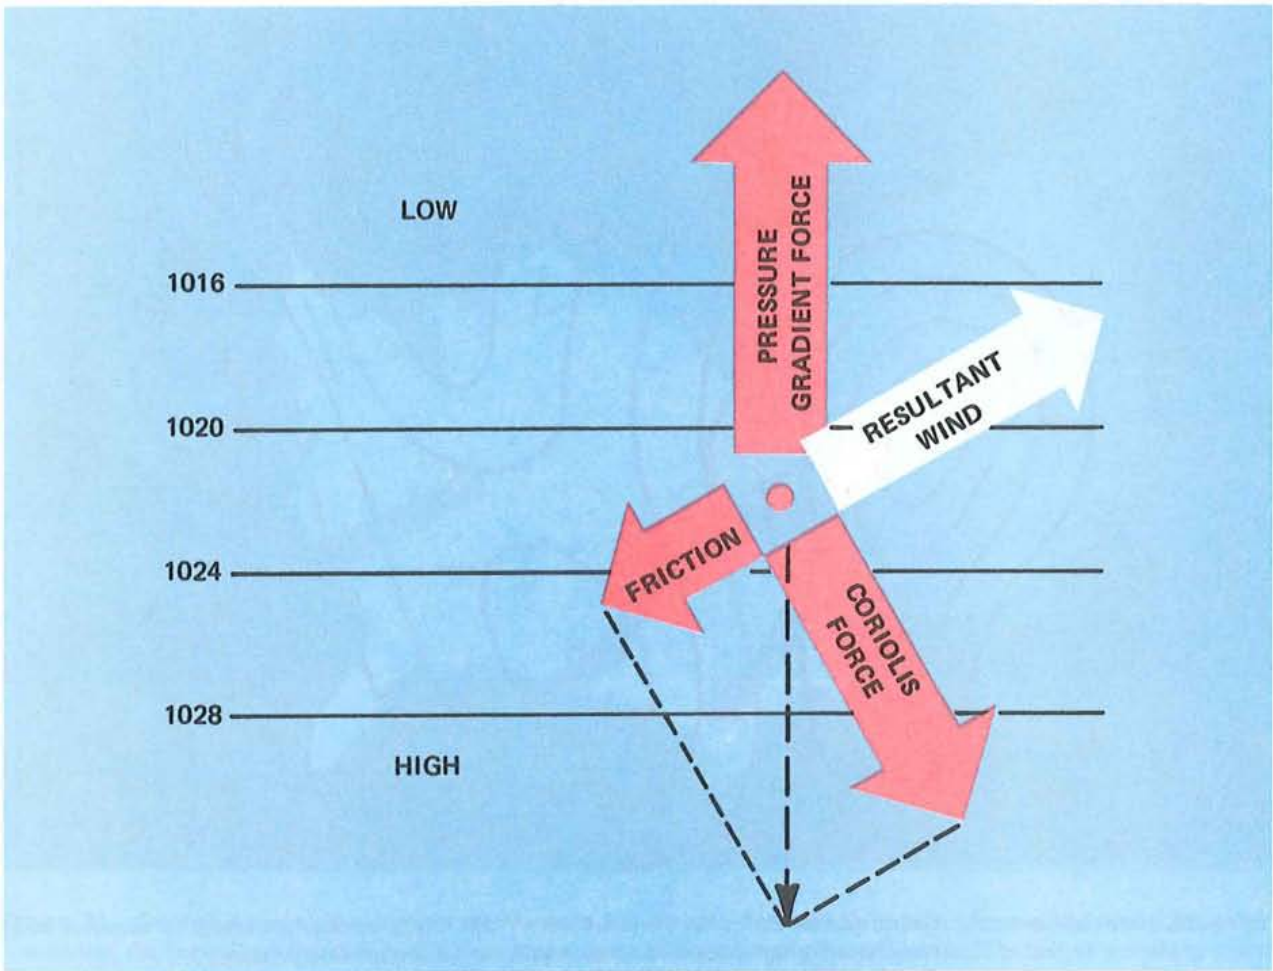 LOW
PRESSURE
GRADIENT FORCE
1016
RESULTANT
WIND
1020
FRICTION
1024
CORIOLIS
FORCE
1028
HIGH